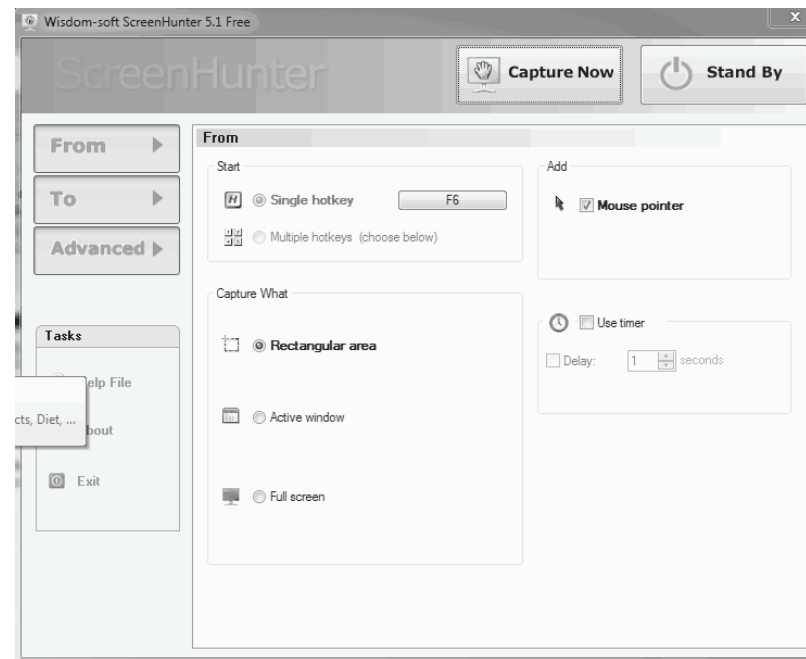 Wisdom-soft ScreenHunter 5.1 Free
x
ScreenHunter
Capture Now
Stand By
From
To
Advanced
From
Start
H Single hotkey
F6
Multiple hotkeys (choose below)
Add
Mouse pointer
Capture What
Rectangular area
Active window
Full screen
Use timer
Delay: 1 seconds
Tasks
elp File
cts, Diet, ...
bout
Exit